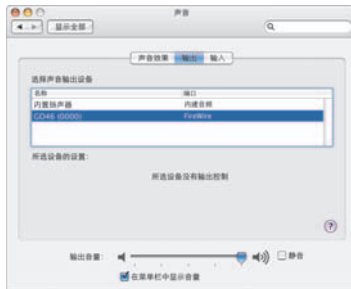 声音
显示全部
声音效果 输出 输入
选择声音输出设备
名称 端口
内置扬声器 内建音频
GO46 (0000) FireWire
所选设备的设置：
所选设备没有输出控制
?
输出音量： 静音
在菜单栏中显示音量